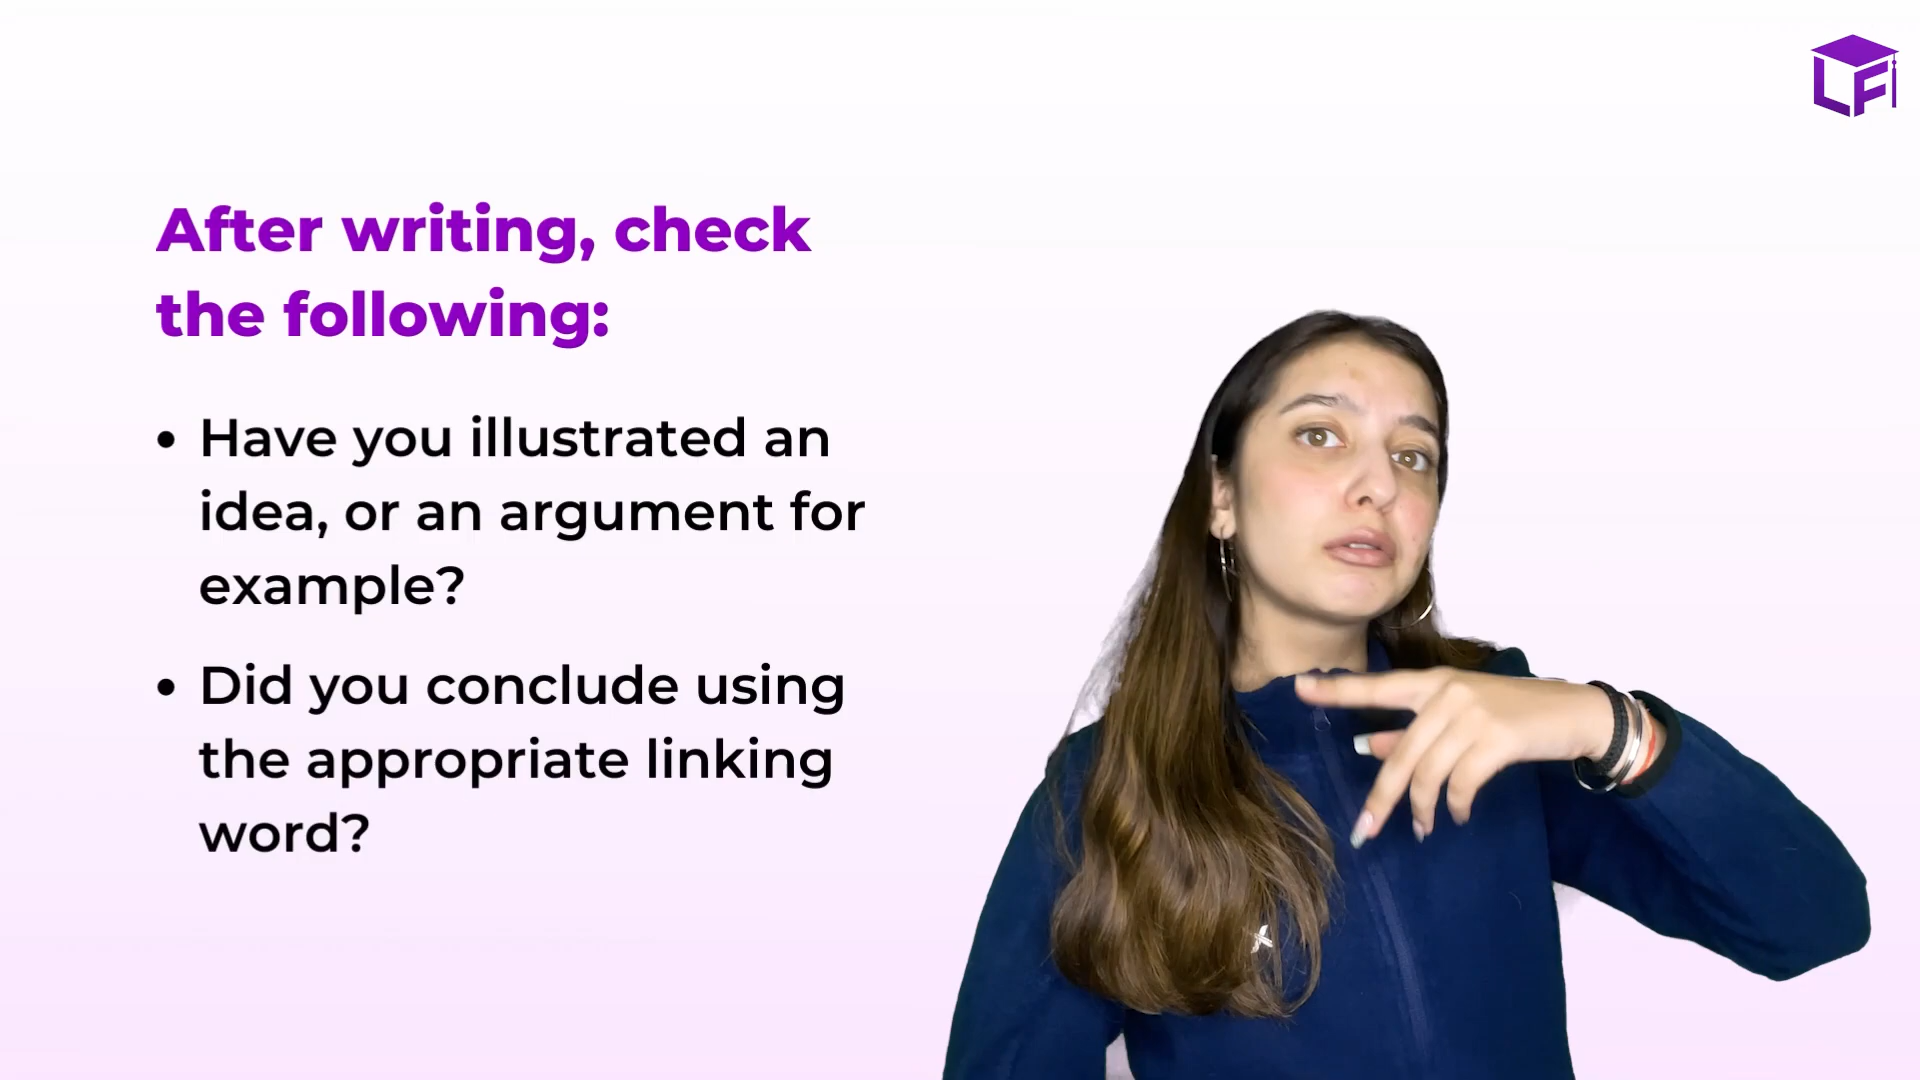 LF
After writing, check
the following:
• Have you illustrated an
idea, or an argument for
example?
• Did you conclude using
the appropriate linking
word?